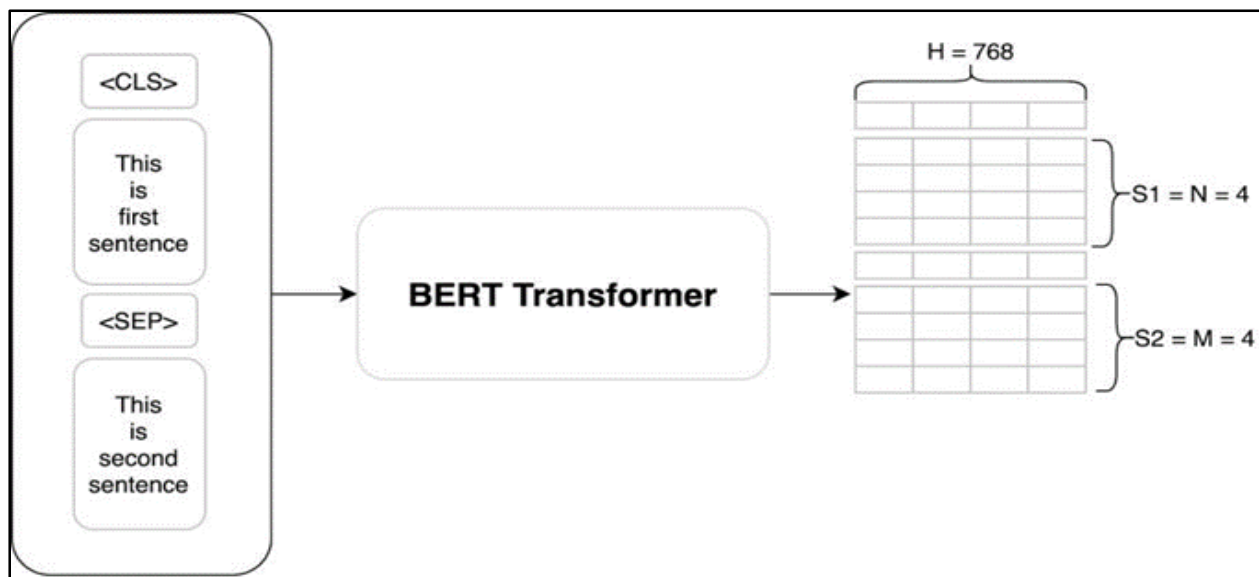 <CLS>
This
is
first
sentence
<SEP>
This
is
second
sentence
BERT Transformer
H = 768
S1 = N = 4
S2 = M = 4